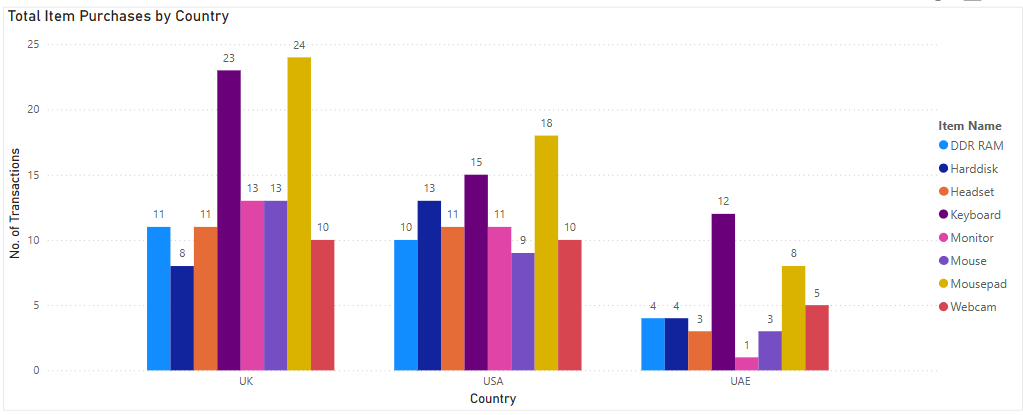 Total Item Purchases by Country
No. of Transactions
25
20
15
10
5
0
11
8
11
23
13
13
24
10
10
13
11
15
11
9
18
10
4
4
3
12
1
3
8
5
UK
USA
UAE
Country
Item Name
DDR RAM
Harddisk
Headset
Keyboard
Monitor
Mouse
Mousepad
Webcam